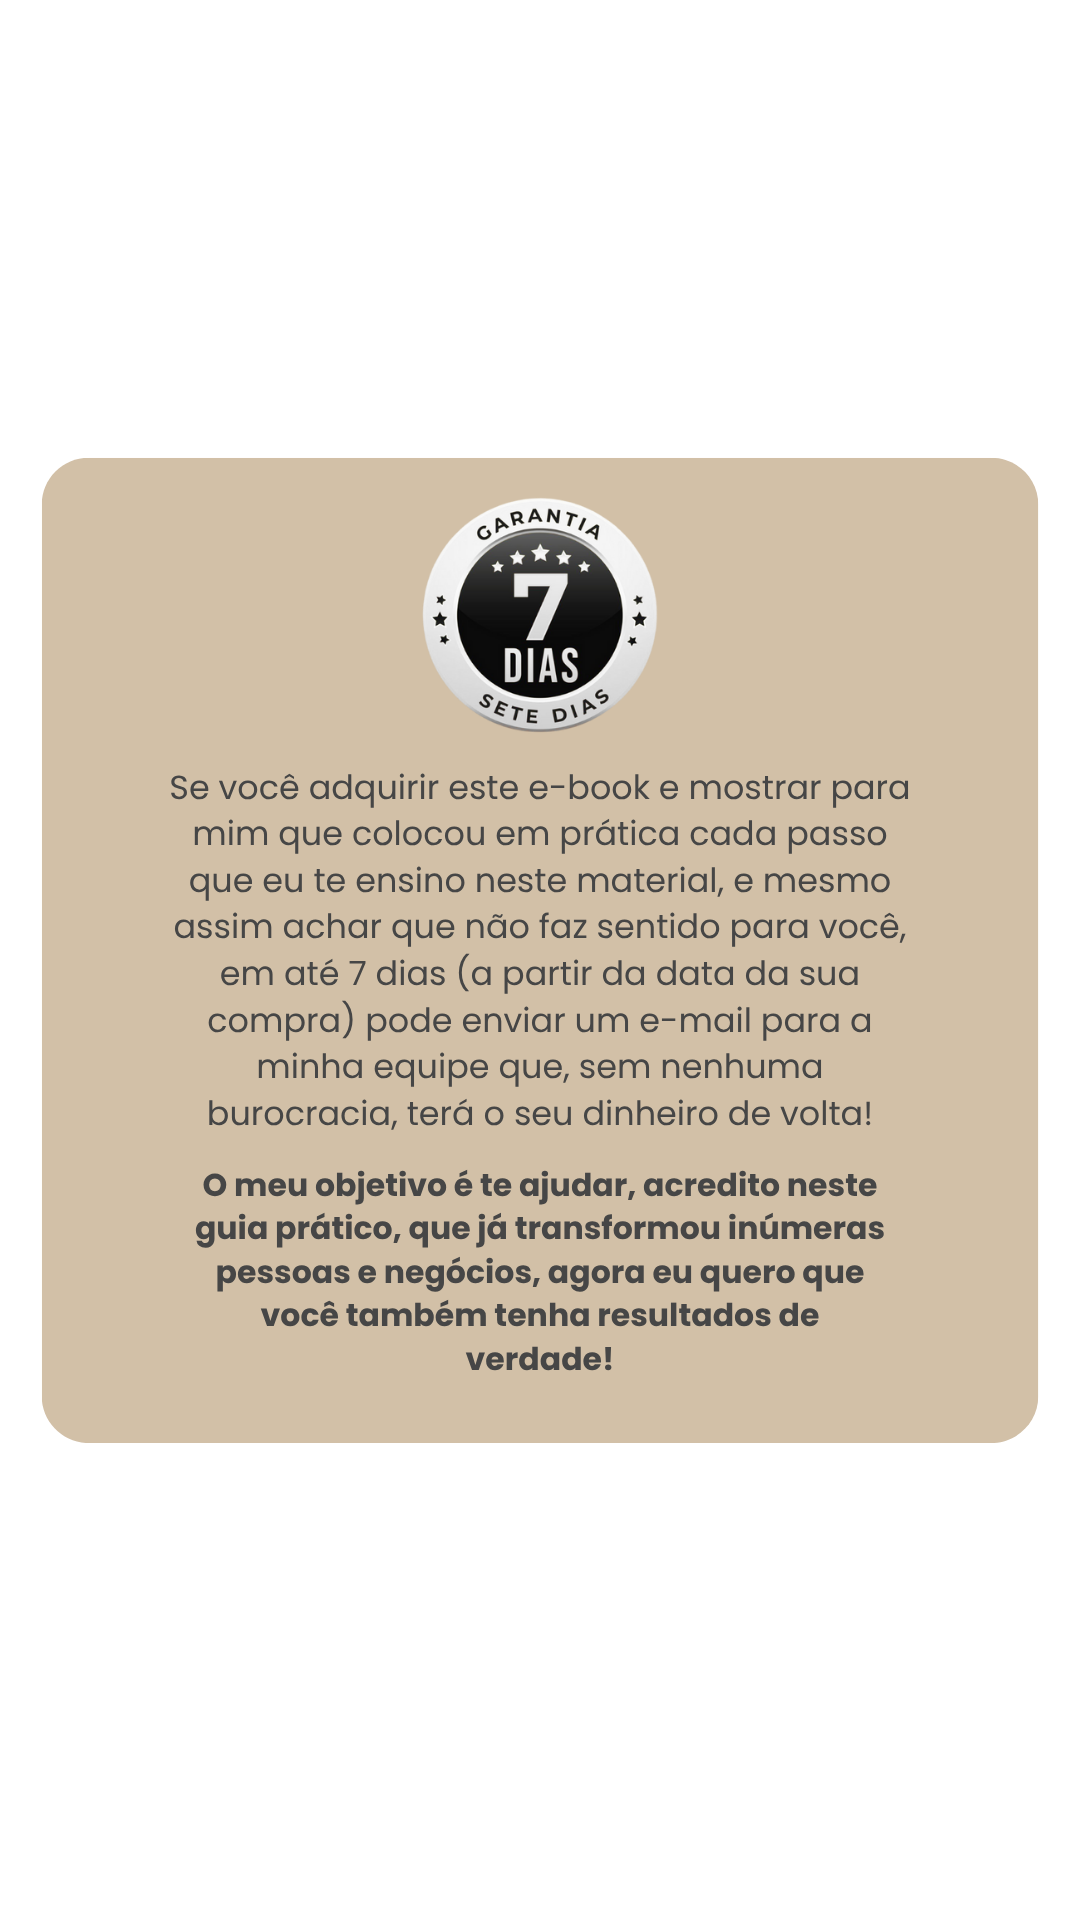 GARANTIA
7
DIAS
SETE DIAS
Se você adquirir este e-book e mostrar para
mim que colocou em prática cada passo
que eu te ensino neste material, e mesmo
assim achar que não faz sentido para você,
em até 7 dias (a partir da data da sua
compra) pode enviar um e-mail para a
minha equipe que, sem nenhuma
burocracia, terá o seu dinheiro de volta!
O meu objetivo é te ajudar, acredito neste
guia prático, que já transformou inúmeras
pessoas e negócios, agora eu quero que
você também tenha resultados de
verdade!